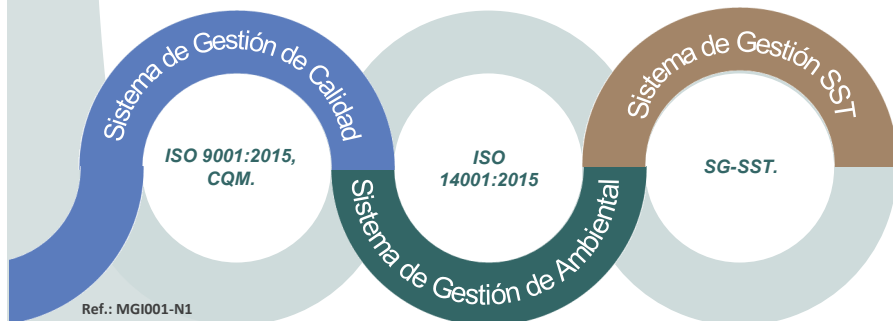 Sistema de Gestión de Calidad
ISO 9001:2015,
CQM.
Sistema de Gestión de Ambiental
ISO
14001:2015
Sistema de Gestión SST
SG-SST.
Ref.: MGI001-N1